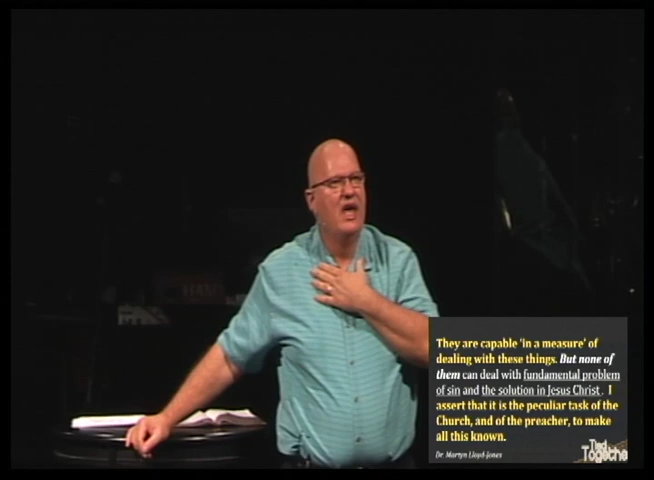 They are capable 'in a measure' of
dealing with these things. But none of
them can deal with fundamental problem
of sin and the solution in Jesus Christ. I
assert that it is the peculiar task of the
Church, and of the preacher, to make
all this known.
Dr. Martyn Lloyd-Jones
Tied
Togethe